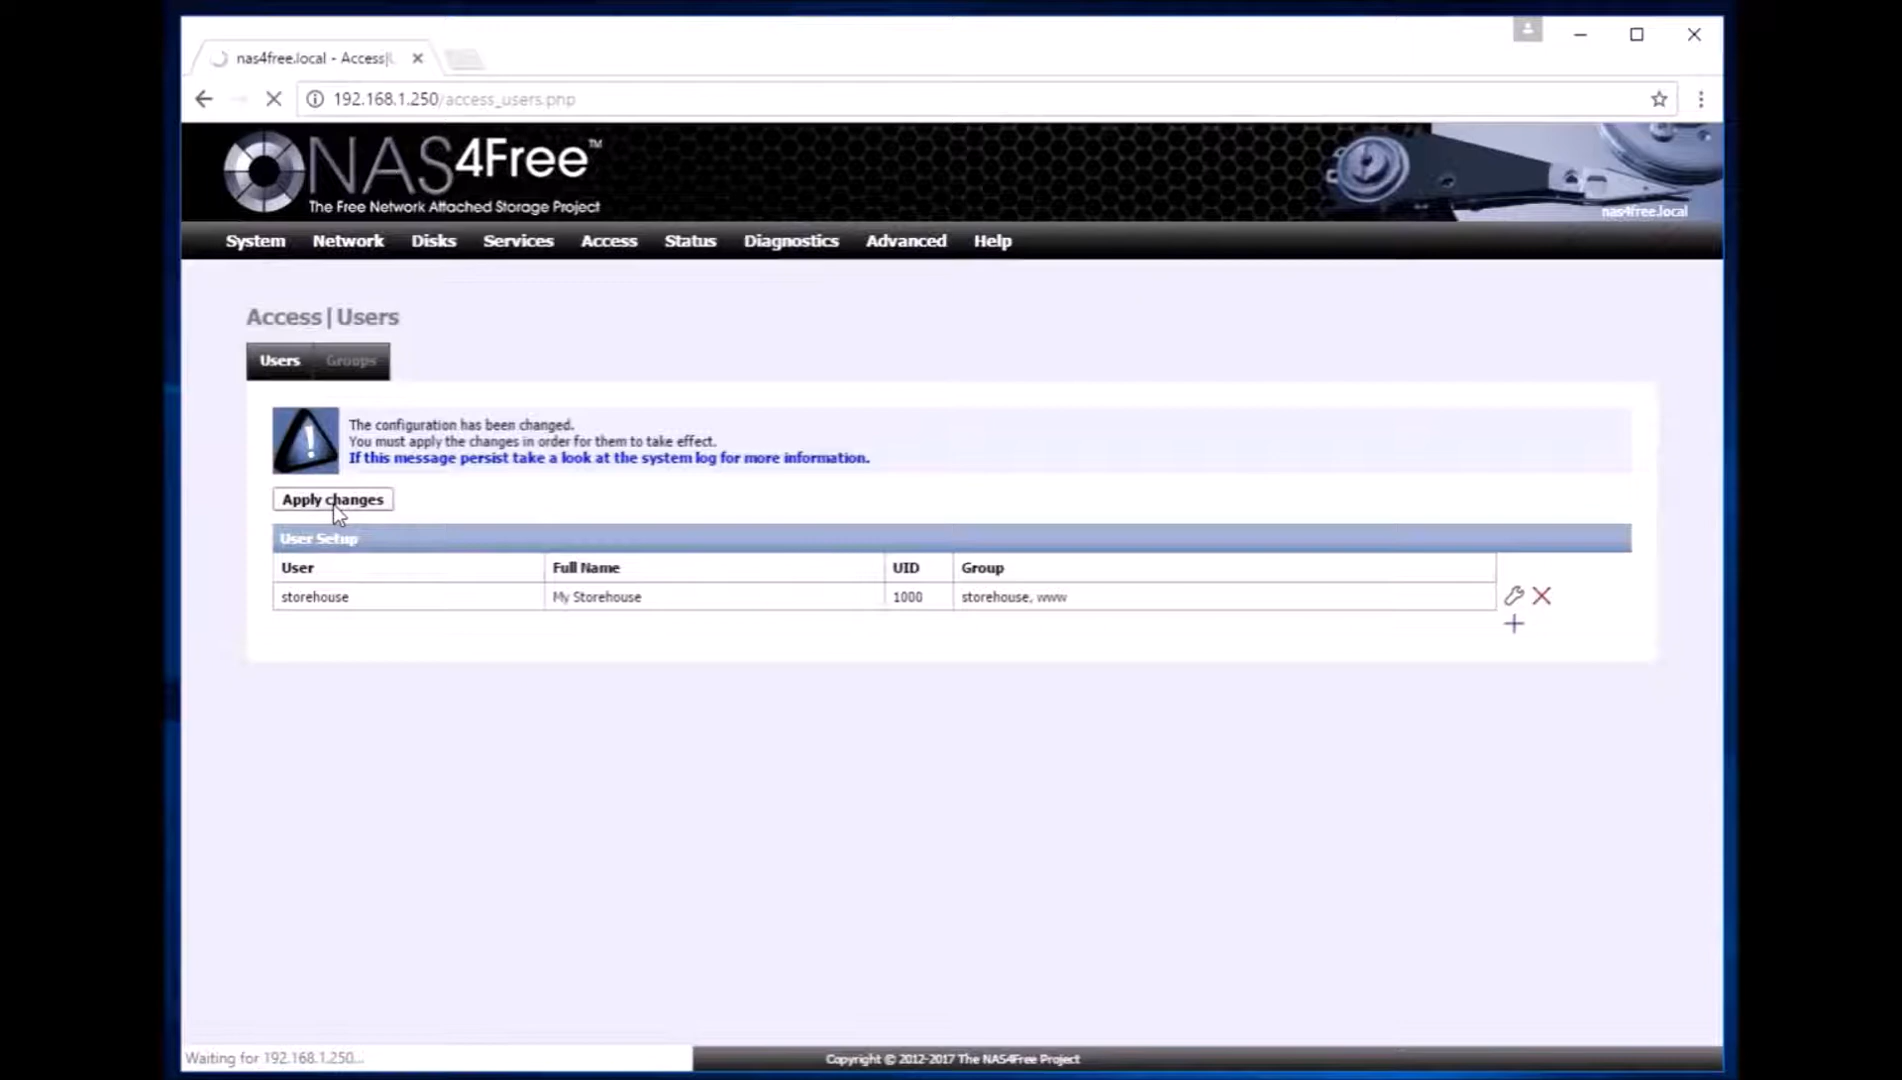 nas4free.local - Access|U
192.168.1.250/access_users.php
NAS4Free™
The Free Network Attached Storage Project
nas4free.local
System Network Disks Services Access Status Diagnostics Advanced Help
Access|Users
Users Groups
The configuration has been changed.
You must apply the changes in order for them to take effect.
If this message persist take a look at the system log for more information.
Apply changes
User Setup
User Full Name UID Group
storehouse My Storehouse 1000 storehouse, www
Waiting for 192.168.1.250...
Copyright © 2012-2017 The NAS4Free Project